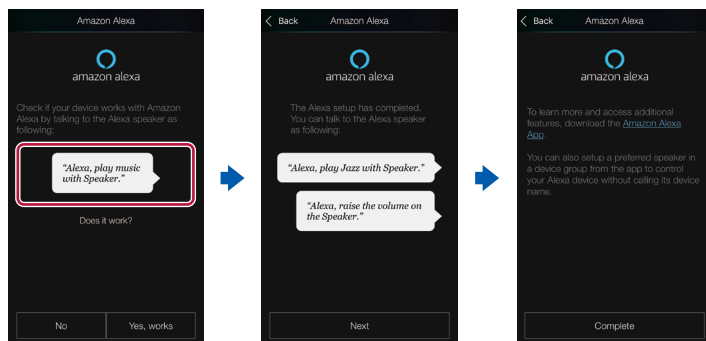 Amazon Alexa
amazon alexa
Check if your device works with Amazon
Alexa by talking to the Alexa speaker as
following:
“Alexa, play music
with Speaker.”
Does it work?
No
Yes, works
Back
Amazon Alexa
amazon alexa
The Alexa setup has completed.
You can talk to the Alexa speaker
as following:
“Alexa, play Jazz with Speaker.”
“Alexa, raise the volume on
the Speaker.”
Next
Back
Amazon Alexa
amazon alexa
To learn more and access additional
features, download the Amazon Alexa
App.
You can also setup a preferred speaker in
a device group from the app to control
your Alexa device without calling its device
name.
Complete